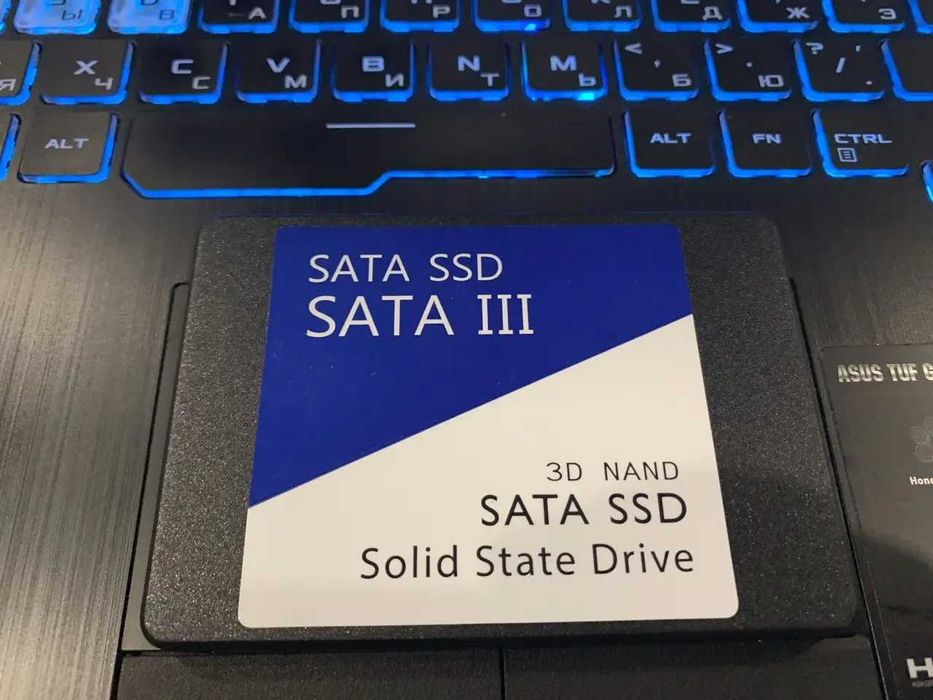 Ы В А П Р О Л Д Ж Э
Я X Ч C С V М B И N Т M Ь < , Б > . Ю ? / .
ALT ALT FN CTRL
SATA SSD
SATA III
ASUS TUF
3D NAND
SATA SSD
Solid State Drive